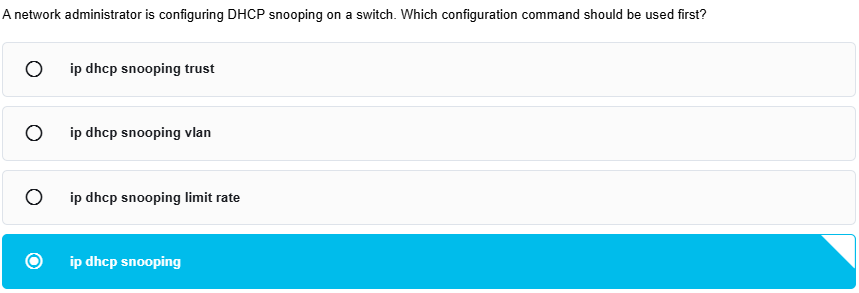 A network administrator is configuring DHCP snooping on a switch. Which configuration command should be used first?
ip dhcp snooping trust
ip dhcp snooping vlan
ip dhcp snooping limit rate
ip dhcp snooping